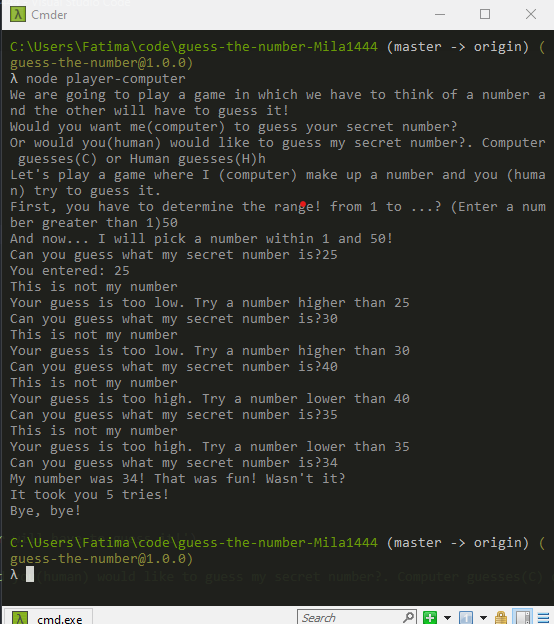 Cmder
C:\Users\Fatima\code\guess-the-number-Mila1444 (master -> origin) (
guess-the-number@1.0.0)
λ node player-computer
We are going to play a game in which we have to think of a number a
nd the other will have to guess it!
Would you want me(computer) to guess your secret number?
Or would you(human) would like to guess my secret number?. Computer
guesses(C) or Human guesses(H)h
Let's play a game where I (computer) make up a number and you (huma
n) try to guess it.
First, you have to determine the range! from 1 to ...? (Enter a num
ber greater than 1)50
And now... I will pick a number within 1 and 50!
Can you guess what my secret number is?25
You entered: 25
This is not my number
Your guess is too low. Try a number higher than 25
Can you guess what my secret number is?30
This is not my number
Your guess is too low. Try a number higher than 30
Can you guess what my secret number is?40
This is not my number
Your guess is too high. Try a number lower than 40
Can you guess what my secret number is?35
This is not my number
Your guess is too high. Try a number lower than 35
Can you guess what my secret number is?34
My number was 34! That was fun! Wasn't it?
It took you 5 tries!
Bye, bye!
C:\Users\Fatima\code\guess-the-number-Mila1444 (master -> origin) (
guess-the-number@1.0.0)
λ (human) would like to guess my secret number?. Computer guesses(C)
λ cmd.exe
Search